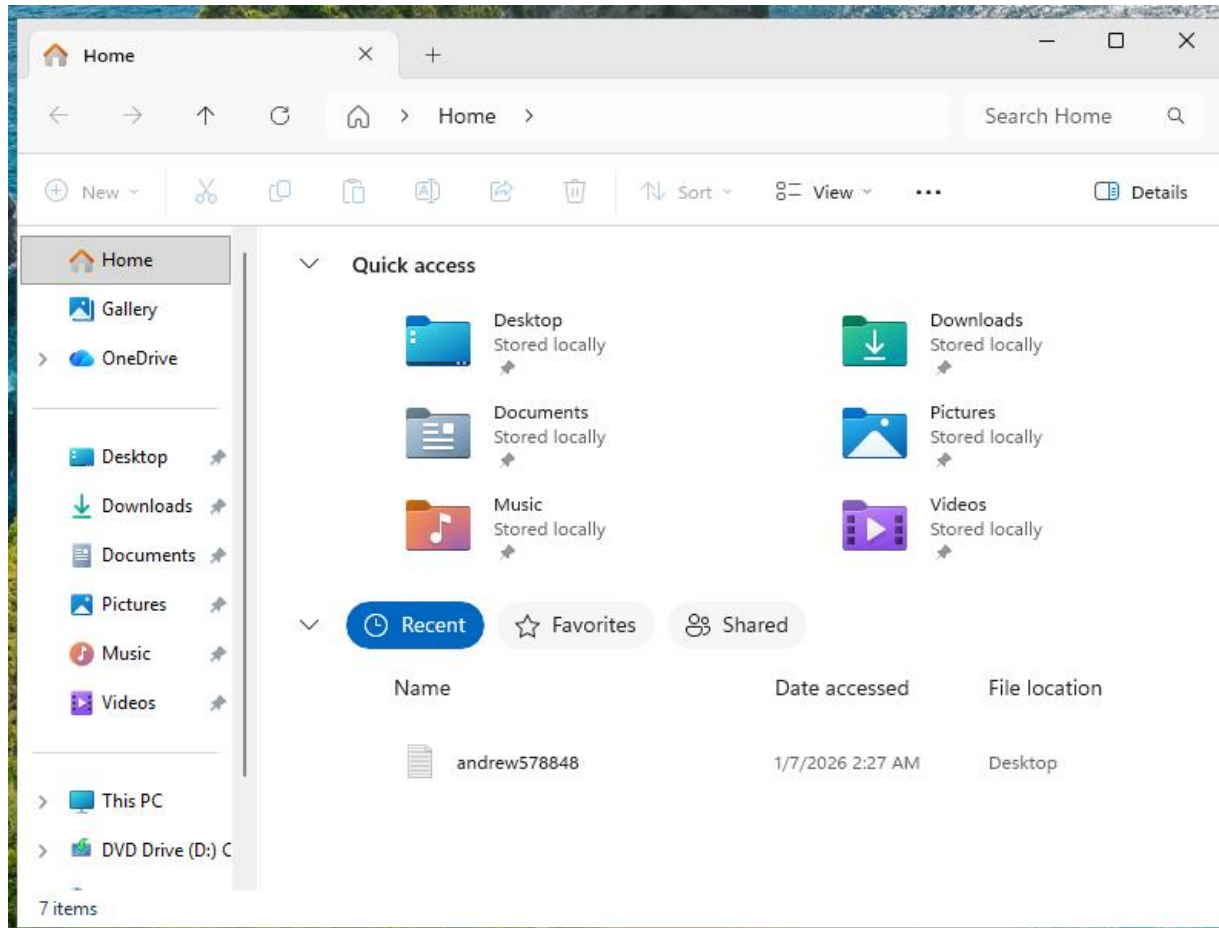 Home
Home
Search Home
New
Sort
View
Details
Home
Gallery
OneDrive
Desktop
Downloads
Documents
Pictures
Music
Videos
This PC
DVD Drive (D:) C
7 items
Quick access
Desktop
Stored locally
Downloads
Stored locally
Documents
Stored locally
Pictures
Stored locally
Music
Stored locally
Videos
Stored locally
Recent
Favorites
Shared
Name Date accessed File location
andrew578848 1/7/2026 2:27 AM Desktop